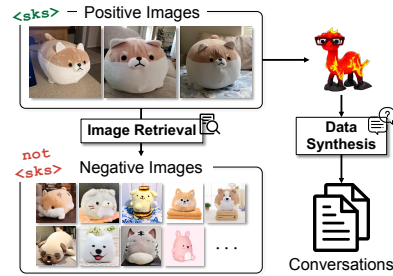 <sks>
Positive Images
Image Retrieval
not
<sks>
Negative Images
...
Data
Synthesis
?
Conversations